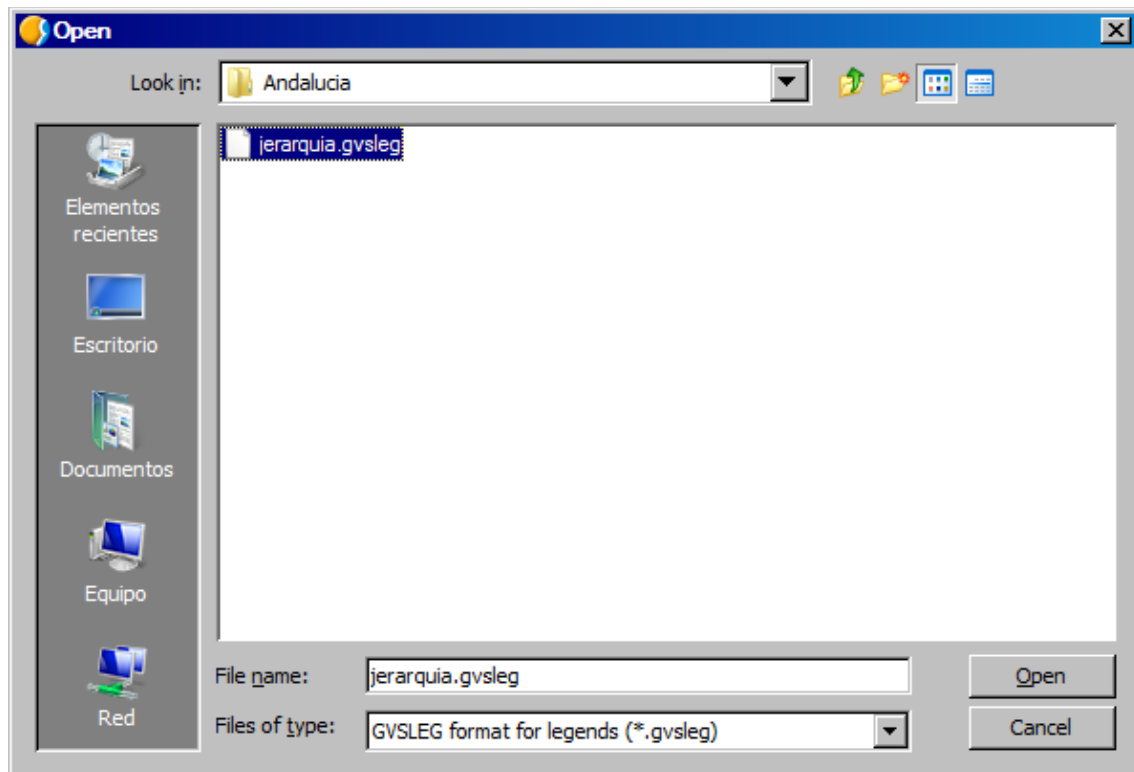 Open
Look in:
Andalucia
jerarquia.gvsleg
Elementos
recientes
Escritorio
Documentos
Equipo
Red
File name:
jerarquia.gvsleg
Open
Files of type:
GVSLEG format for legends (*.gvsleg)
Cancel